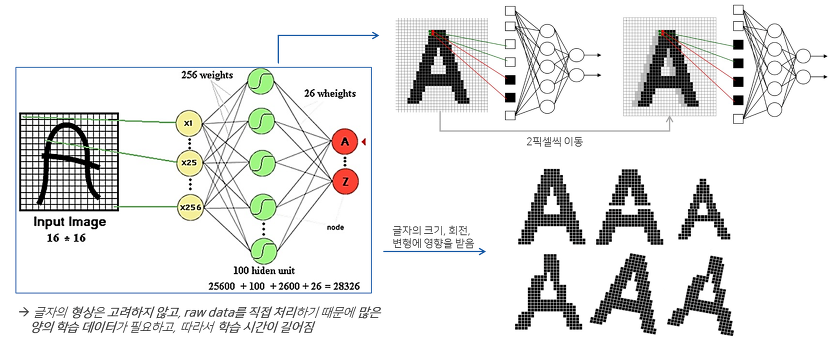 256 weights
26 wheights
x1
x25
x256
A
Z
node
Input Image
16 * 16
100 hiden unit
25600 + 100 + 2600 + 26 = 28326
→ 글자의 형상은 고려하지 않고, raw data를 직접 처리하기 때문에 많은
양의 학습 데이터가 필요하고, 따라서 학습 시간이 길어짐
2픽셀씩 이동
글자의 크기, 회전,
변형에 영향을 받음